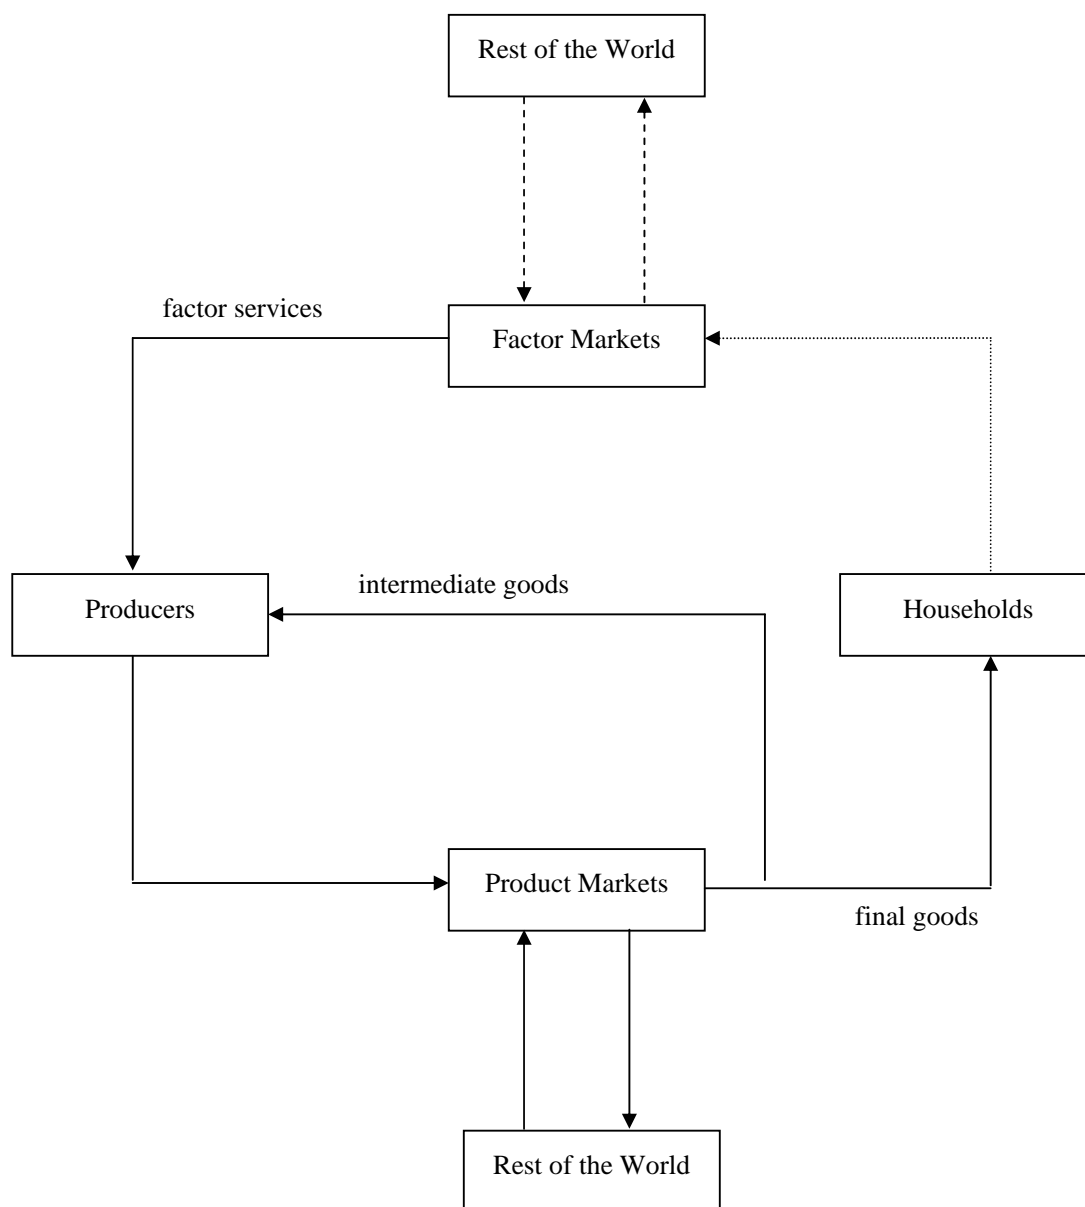 Rest of the World
factor services
Factor Markets
intermediate goods
Producers
Households
Product Markets
final goods
Rest of the World